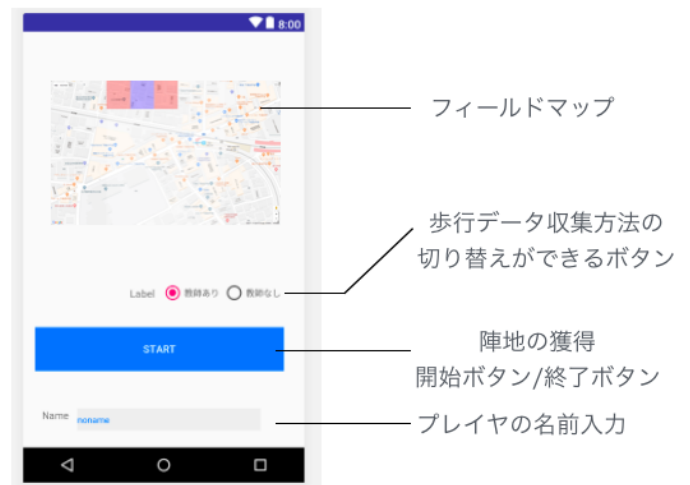 8:00
フィールドマップ
歩行データ収集方法の
切り替えができるボタン
Label 教師あり 教師なし
START
陣地の獲得
開始ボタン/終了ボタン
Name noname
プレイヤの名前入力